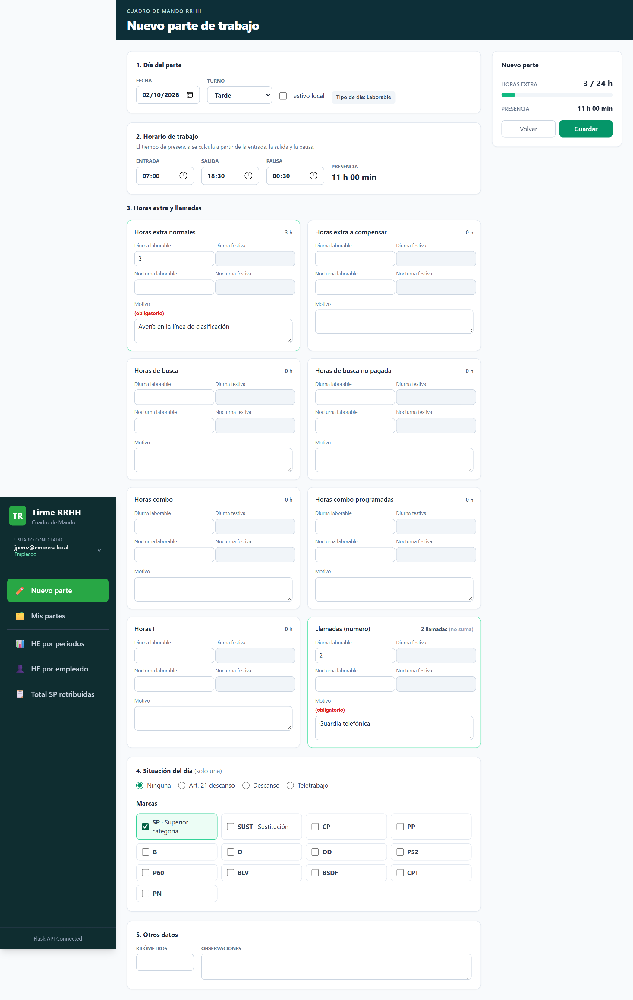 CUADRO DE MANDO RRHH
Nuevo parte de trabajo
1. Día del parte
FECHA
TURNO
02/10/2026
Tarde
Festivo local
Tipo de día: Laborable
Nuevo parte
HORAS EXTRA
3 / 24 h
PRESENCIA
11 h 00 min
Volver
Guardar
2. Horario de trabajo
El tiempo de presencia se calcula a partir de la entrada, la salida y la pausa.
ENTRADA
SALIDA
PAUSA
PRESENCIA
07:00
18:30
00:30
11 h 00 min
3. Horas extra y llamadas
Horas extra normales
3 h
Diurna laborable
Diurna festiva
3
Nocturna laborable
Nocturna festiva
Motivo
(obligatorio)
Avería en la línea de clasificación
Horas extra a compensar
0 h
Diurna laborable
Diurna festiva
Nocturna laborable
Nocturna festiva
Motivo
Horas de busca
0 h
Diurna laborable
Diurna festiva
Nocturna laborable
Nocturna festiva
Motivo
Horas de busca no pagada
0 h
Diurna laborable
Diurna festiva
Nocturna laborable
Nocturna festiva
Motivo
Horas combo
0 h
Diurna laborable
Diurna festiva
Nocturna laborable
Nocturna festiva
Motivo
Horas combo programadas
0 h
Diurna laborable
Diurna festiva
Nocturna laborable
Nocturna festiva
Motivo
Horas F
0 h
Diurna laborable
Diurna festiva
Nocturna laborable
Nocturna festiva
Motivo
Llamadas (número)
2 llamadas (no suma)
Diurna laborable
Diurna festiva
2
Nocturna laborable
Nocturna festiva
Motivo
(obligatorio)
Guardia telefónica
4. Situación del día (solo una)
Ninguna
Art. 21 descanso
Descanso
Teletrabajo
Marcas
SP · Superior
categoría
SUST · Sustitución
CP
PP
B
D
DD
P52
P60
BLV
BSDF
CPT
PN
5. Otros datos
KILÓMETROS
OBSERVACIONES
TR
Tirme RRHH
Cuadro de Mando
USUARIO CONECTADO
jperez@empresa.local
Empleado
v
Nuevo parte
Mis partes
HE por periodos
HE por empleado
Total SP retribuidas
Flask API Connected